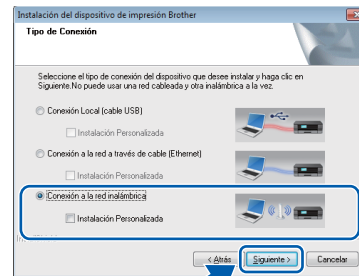 Instalación del dispositivo de impresión Brother
Tipo de Conexión
Seleccione el tipo de conexión del dispositivo que desee instalar y haga clic en
Siguiente.No puede usar una red cableada y otra inalámbrica a la vez.
Conexión Local (cable USB)
Instalación Personalizada
Conexión a la red a través de cable (Ethernet)
Instalación Personalizada
Conexión a la red inalámbrica
Instalación Personalizada
< Atrás Siguiente > Cancelar